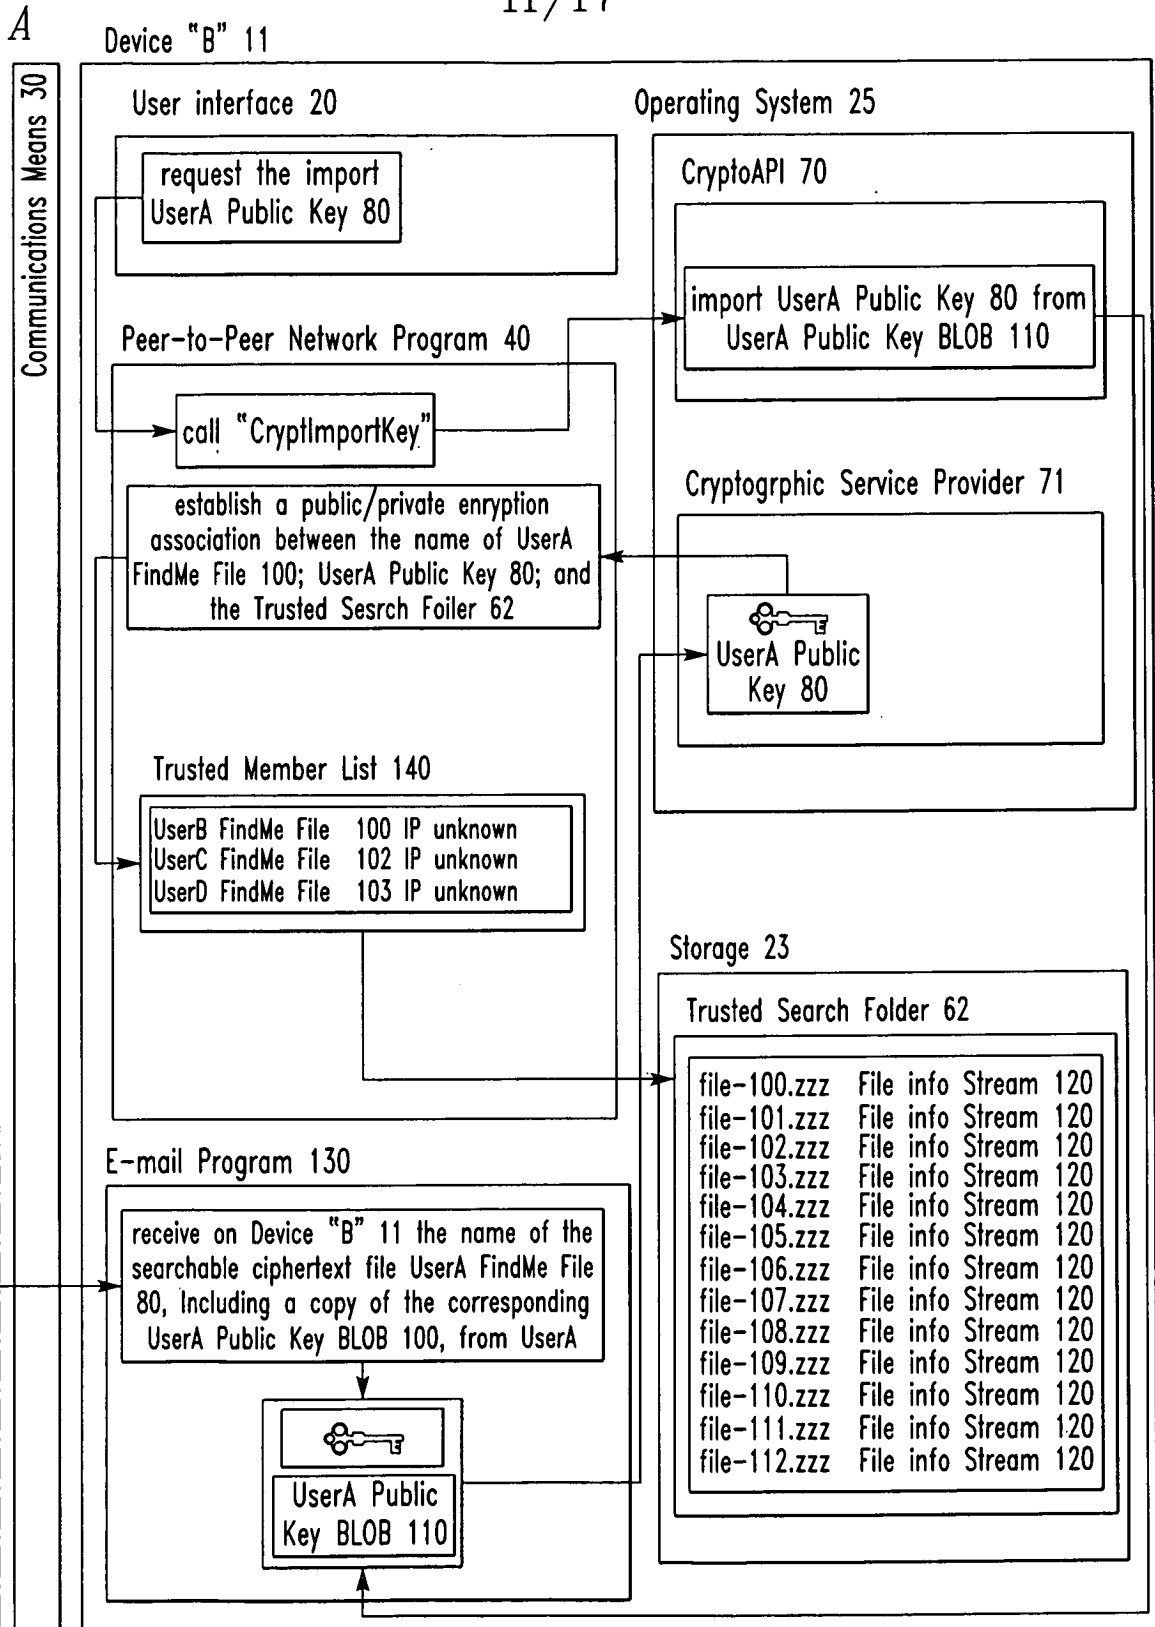 11/17
A
Device "B" 11
Communications Means 30
User interface 20
request the import
UserA Public Key 80
Operating System 25
CryptoAPI 70
import UserA Public Key 80 from
UserA Public Key BLOB 110
Peer-to-Peer Network Program 40
call "CryptImportKey"
establish a public/private enryption
association between the name of UserA
FindMe File 100; UserA Public Key 80; and
the Trusted Sesrch Foiler 62
Cryptogrphic Service Provider 71
UserA Public
Key 80
Trusted Member List 140
UserB FindMe File 100 IP unknown
UserC FindMe File 102 IP unknown
UserD FindMe File 103 IP unknown
Storage 23
Trusted Search Folder 62
file-100.zzz File info Stream 120
file-101.zzz File info Stream 120
file-102.zzz File info Stream 120
file-103.zzz File info Stream 120
file-104.zzz File info Stream 120
file-105.zzz File info Stream 120
file-106.zzz File info Stream 120
file-107.zzz File info Stream 120
file-108.zzz File info Stream 120
file-109.zzz File info Stream 120
file-110.zzz File info Stream 120
file-111.zzz File info Stream 120
file-112.zzz File info Stream 120
E-mail Program 130
receive on Device "B" 11 the name of the
searchable ciphertext file UserA FindMe File
80, Including a copy of the corresponding
UserA Public Key BLOB 100, from UserA
UserA Public
Key BLOB 110